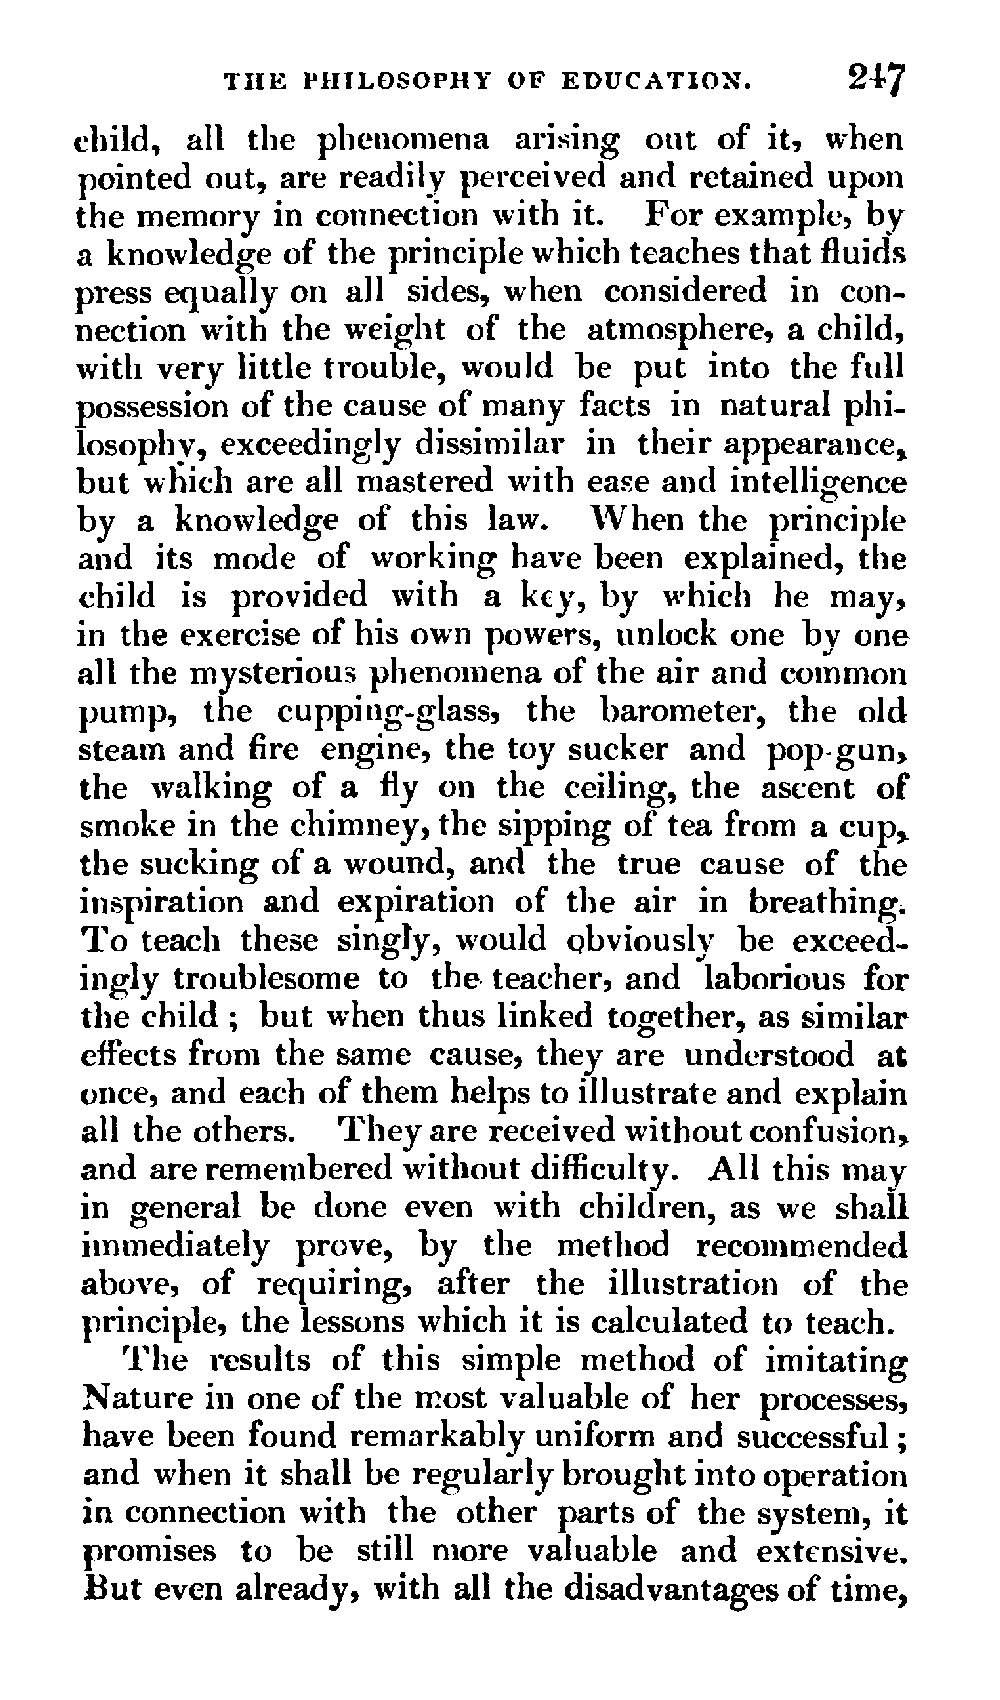 THE PHILOSOPHY OF EDUCATION. 247
child, all the phenomena arising out of it, when
pointed out, are readily perceived and retained upon
the memory in connection with it. For example, by
a knowledge of the principle which teaches that fluids
press equally on all sides, when considered in con-
nection with the weight of the atmosphere, a child,
with very little trouble, would be put into the full
possession of the cause of many facts in natural phi-
losophy, exceedingly dissimilar in their appearance,
but which are all mastered with ease and intelligence
by a knowledge of this law. When the principle
and its mode of working have been explained, the
child is provided with a key, by which he may,
in the exercise of his own powers, unlock one by one
all the mysterious phenomena of the air and common
pump, the cupping-glass, the barometer, the old
steam and fire engine, the toy sucker and pop-gun,
the walking of a fly on the ceiling, the ascent of
smoke in the chimney, the sipping of tea from a cup,
the sucking of a wound, and the true cause of the
inspiration and expiration of the air in breathing.
To teach these singly, would obviously be exceed-
ingly troublesome to the teacher, and laborious for
the child ; but when thus linked together, as similar
effects from the same cause, they are understood at
once, and each of them helps to illustrate and explain
all the others. They are received without confusion,
and are remembered without difficulty. All this may
in general be done even with children, as we shall
immediately prove, by the method recommended
above, of requiring, after the illustration of the
principle, the lessons which it is calculated to teach.
The results of this simple method of imitating
Nature in one of the most valuable of her processes,
have been found remarkably uniform and successful ;
and when it shall be regularly brought into operation
in connection with the other parts of the system, it
promises to be still more valuable and extensive.
But even already, with all the disadvantages of time,